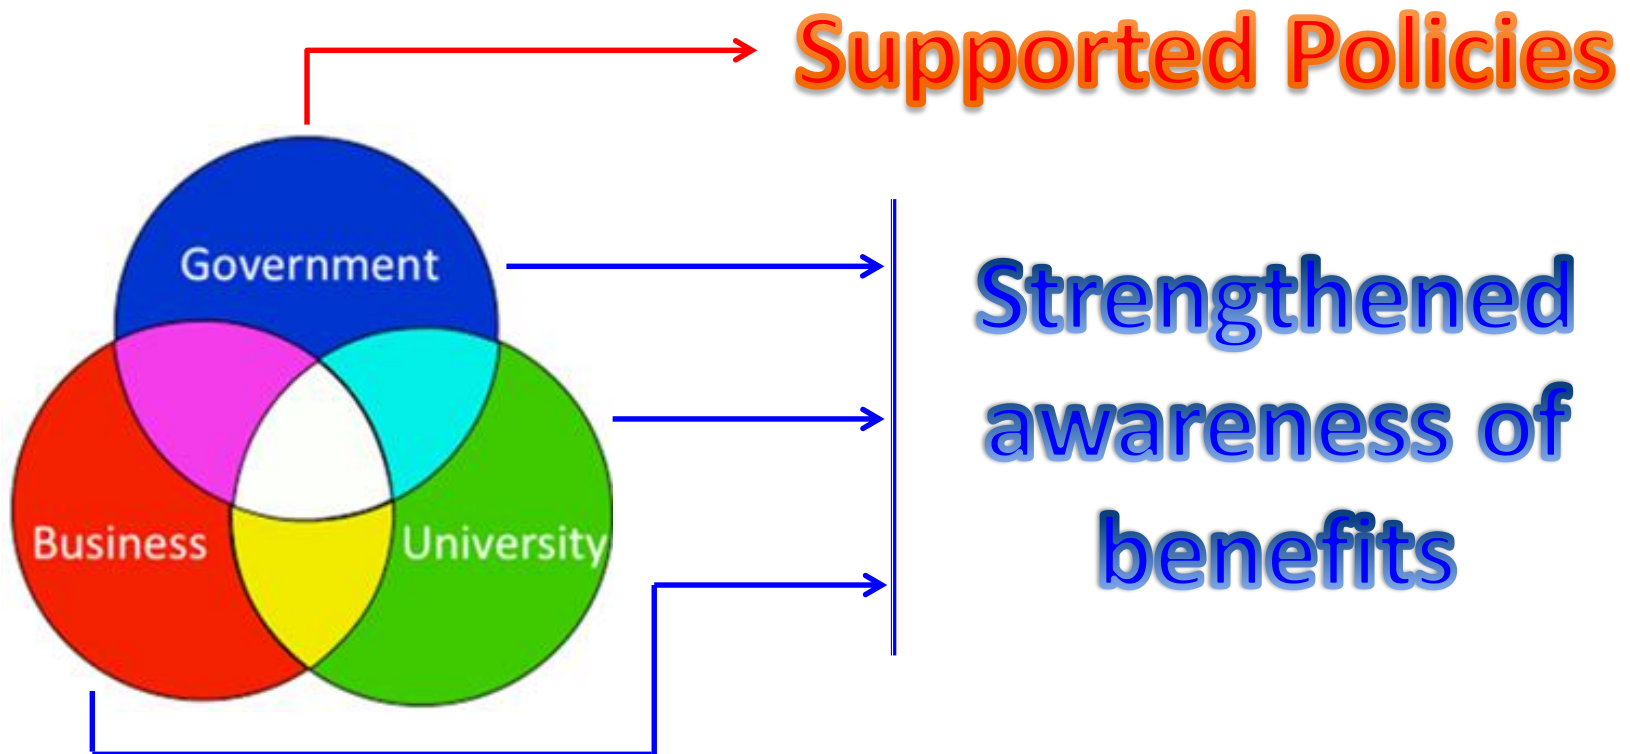 Supported Policies
Government
Business
University
Strengthened
awareness of
benefits